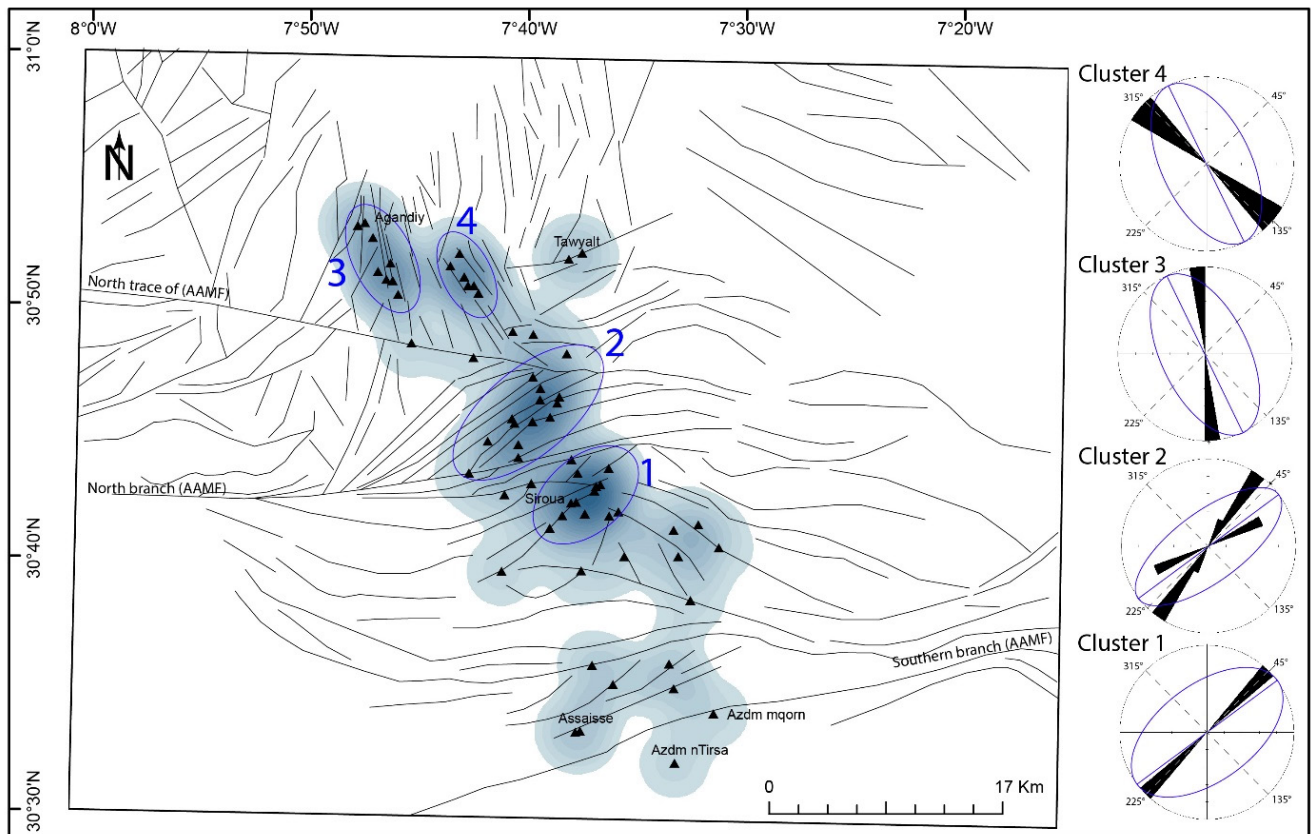 8°0'W
7°50'W
7°40'W
7°30'W
7°20'W
31°0'N
30°50'N
30°40'N
30°30'N
N
Agandiy
4
Tawyalt
3
North trace of (AAMF)
2
North branch (AAMF)
1
Siroua
Southern branch (AAMF)
Assaisse
Azdm mqorn
Azdm nTirsa
0
17 Km
Cluster 4
315°
45°
225°
135°
Cluster 3
315°
45°
225°
135°
Cluster 2
315°
45°
225°
135°
Cluster 1
315°
45°
225°
135°